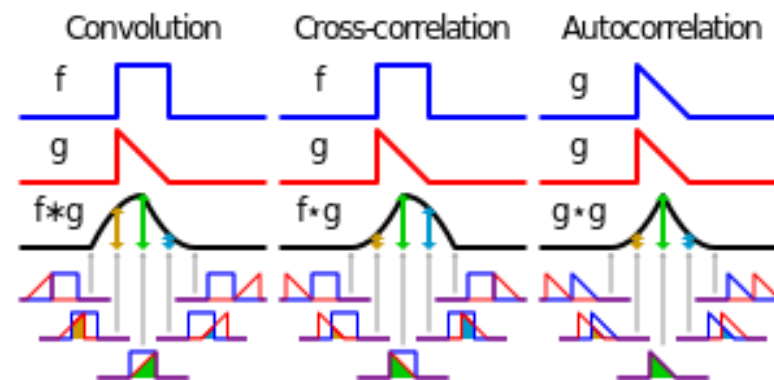 Convolution Cross-correlation Autocorrelation
f f g
g g g
f∗g f⋆g g⋆g